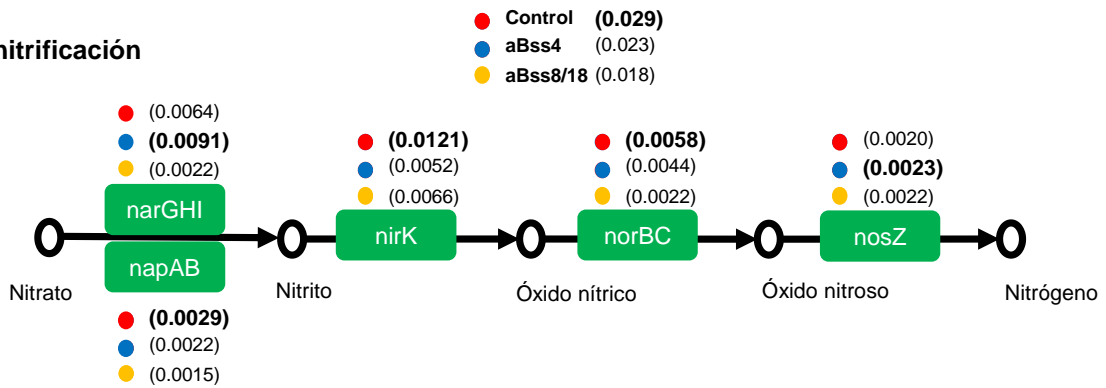 Control (0.029)
nitrificación
aBss4 (0.023)
aBss8/18 (0.018)
(0.0064)
(0.0091)
(0.0022)
(0.0121)
(0.0052)
(0.0066)
(0.0058)
(0.0044)
(0.0022)
(0.0020)
(0.0023)
(0.0022)
narGHI
napAB
nirK
norBC
nosZ
Nitrato
Nitrito
Óxido nítrico
Óxido nitroso
Nitrógeno
(0.0029)
(0.0022)
(0.0015)